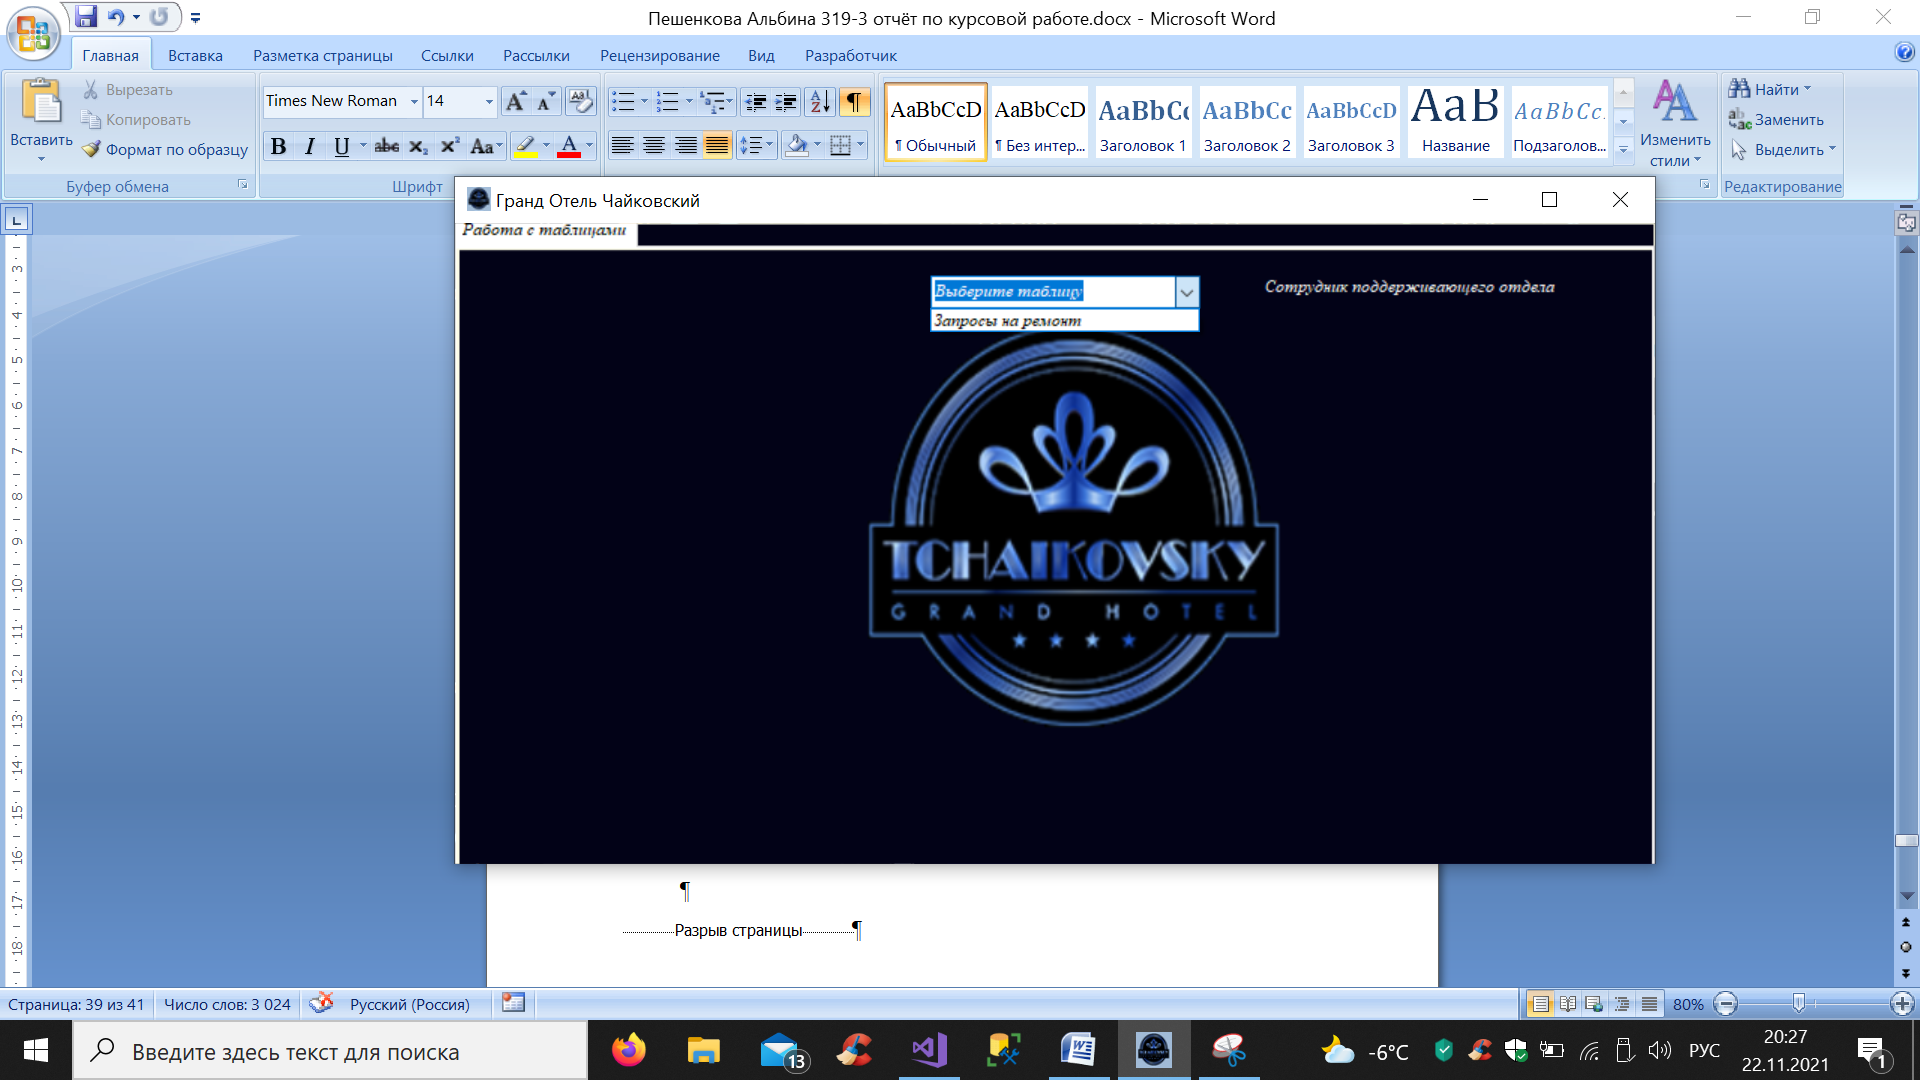 Пешенкова Альбина 319-3 отчёт по курсовой работе.docx - Microsoft Word
Главная Вставка Разметка страницы Ссылки Рассылки Рецензирование Вид Разработчик
Вставить
Вырезать
Копировать
Формат по образцу
Буфер обмена
Times New Roman 14
Шрифт
AaBbCcD AaBbCcD AaBbCc AaBbCc AaBbCcD AaB AaBbCc.
¶ Обычный ¶ Без интер... Заголовок 1 Заголовок 2 Заголовок 3 Название Подзаголов...
Изменить стили
Найти
Заменить
Выделить
Редактирование
Гранд Отель Чайковский
Работа с таблицами
Выберите таблицу
Запросы на ремонт
Сотрудник поддерживающего отдела
TCHAIKOVSKY
GRAND HOTEL
¶
Разрыв страницы ¶
Страница: 39 из 41 Число слов: 3 024 Русский (Россия) 80%
Введите здесь текст для поиска
13
-6°C
РУС
20:27
22.11.2021
1